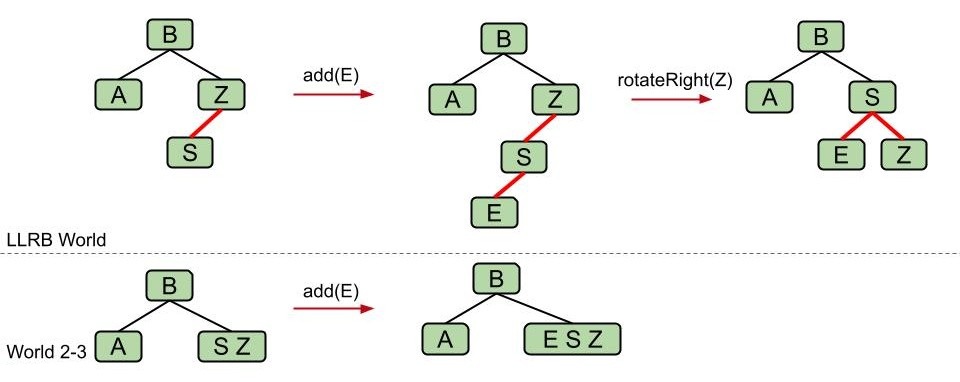 B
B
B
A
Z
add(E)
A
Z
rotateRight(Z)
A
S
S
S
E
Z
E
LLRB World
B
add(E)
B
World 2-3
A
S Z
A
E S Z